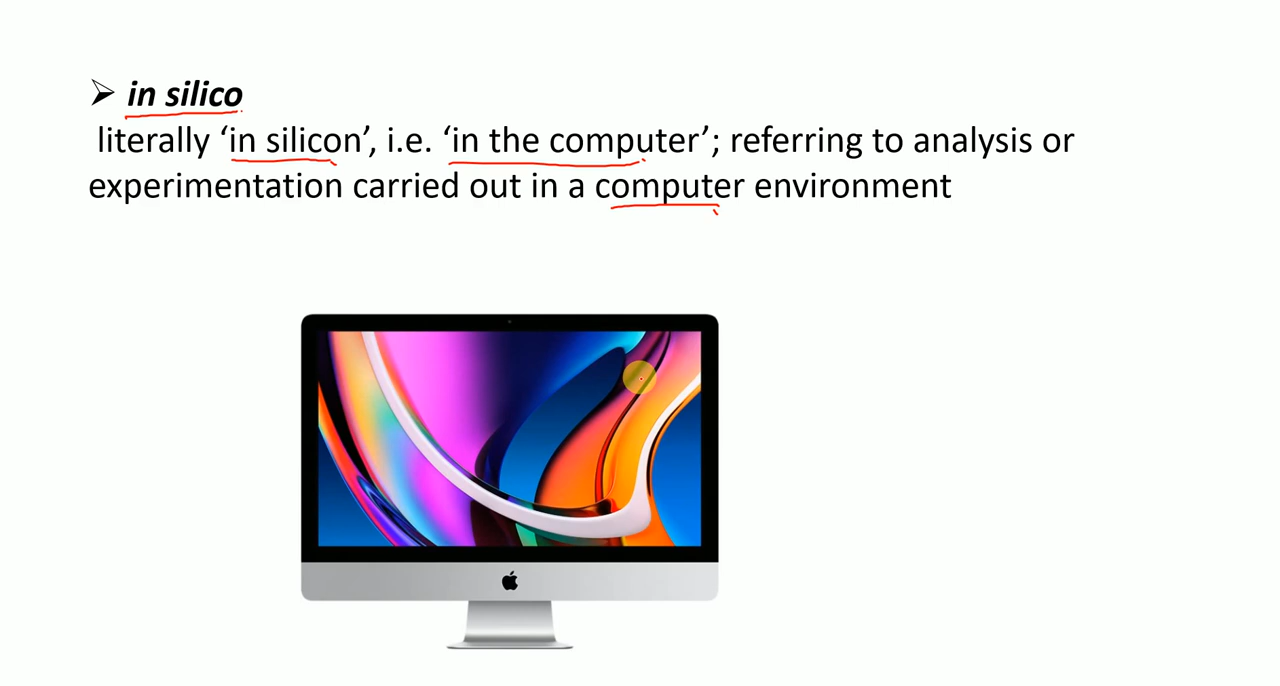 in silico
literally ‘in silicon’, i.e. ‘in the computer’; referring to analysis or
experimentation carried out in a computer environment